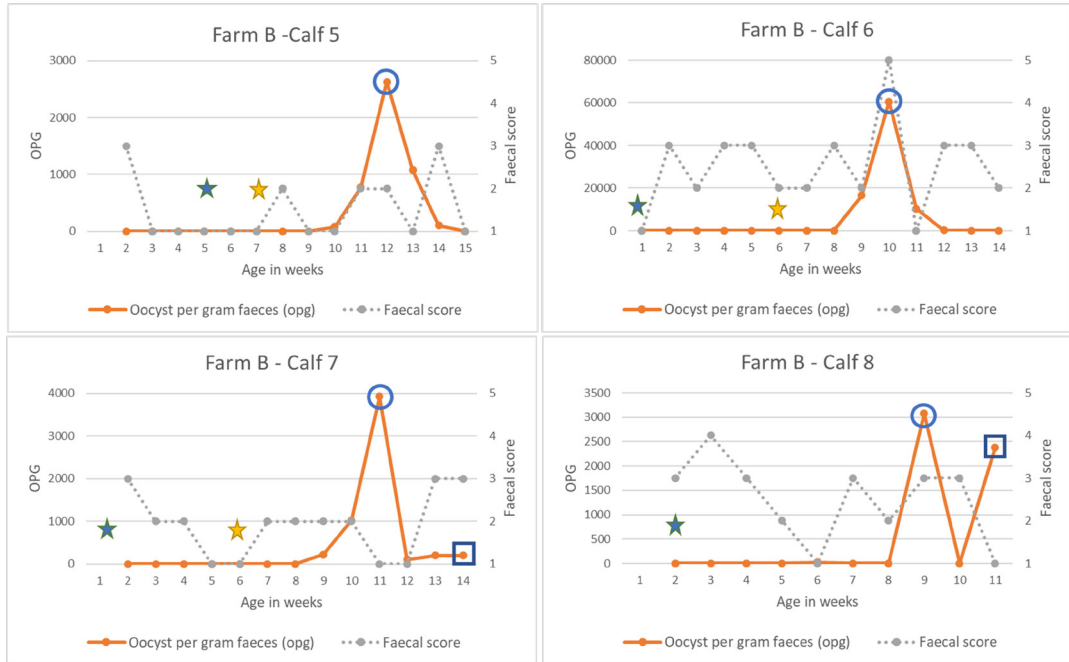 Farm B -Calf 5
3000
2000
1000
0
OPG
5
4
3
2
1
Faecal score
1 2 3 4 5 6 7 8 9 10 11 12 13 14 15
Age in weeks
Oocyst per gram faeces (opg) Faecal score
Farm B - Calf 6
80000
60000
40000
20000
0
OPG
5
4
3
2
1
Faecal score
1 2 3 4 5 6 7 8 9 10 11 12 13 14
Age in weeks
Oocyst per gram faeces (opg) Faecal score
Farm B - Calf 7
4000
3000
2000
1000
0
OPG
5
4
3
2
1
Faecal score
1 2 3 4 5 6 7 8 9 10 11 12 13 14
Age in weeks
Oocyst per gram faeces (opg) Faecal score
Farm B - Calf 8
3500
3000
2500
2000
1500
1000
500
0
OPG
5
4
3
2
1
Faecal score
1 2 3 4 5 6 7 8 9 10 11
Age in weeks
Oocyst per gram faeces (opg) Faecal score